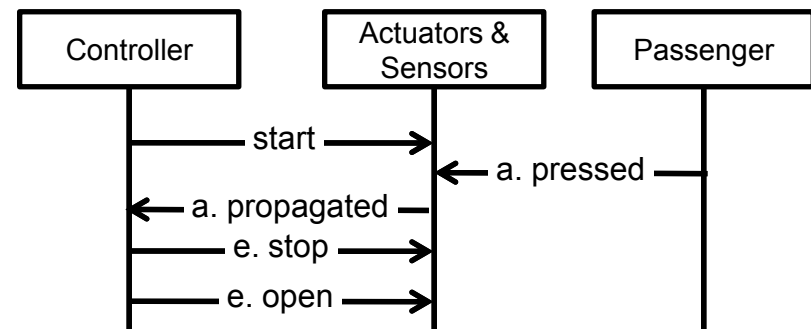 Controller
Actuators &
Sensors
Passenger
start
a. pressed
a. propagated
e. stop
e. open